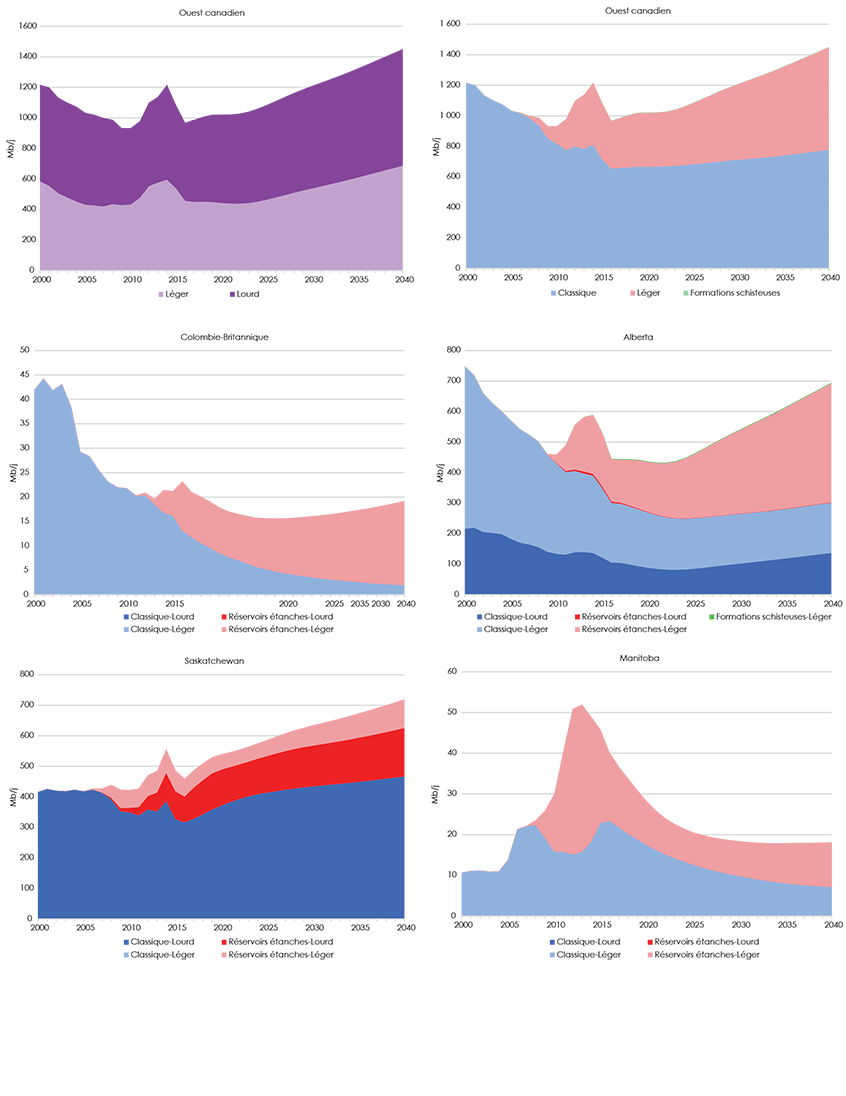 Ouest canadien
1600
1400
1200
1000
800
600
400
200
0
Mb/j
2000 2005 2010 2015 2020 2025 2030 2035 2040
Léger Lourd
Ouest canadien
1 600
1 400
1 200
1 000
800
600
400
200
0
Mb/j
2000 2005 2010 2015 2020 2025 2030 2035 2040
Classique Léger Formations schisteuses
Colombie-Britannique
50
45
40
35
30
25
20
15
10
5
0
Mb/j
2000 2005 2010 2015 2020 2025 2035 2030 2040
Classique-Lourd Réservoirs étanches-Lourd
Classique-Léger Réservoirs étanches-Léger
Alberta
800
700
600
500
400
300
200
100
0
Mb/j
2000 2005 2010 2015 2020 2025 2030 2035 2040
Classique-Lourd Réservoirs étanches-Lourd Formations schisteuses-Léger
Classique-Léger Réservoirs étanches-Léger
Saskatchewan
800
700
600
500
400
300
200
100
0
Mb/j
2000 2005 2010 2015 2020 2025 2030 2035 2040
Classique-Lourd Réservoirs étanches-Lourd
Classique-Léger Réservoirs étanches-Léger
Manitoba
60
50
40
30
20
10
0
Mb/j
2000 2005 2010 2015 2020 2025 2030 2035 2040
Classique-Lourd Réservoirs étanches-Lourd
Classique-Léger Réservoirs étanches-Léger